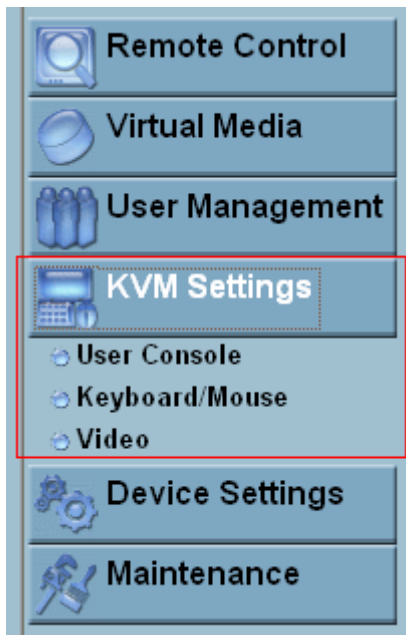 Remote Control
Virtual Media
User Management
KVM Settings
User Console
Keyboard/Mouse
Video
Device Settings
Maintenance